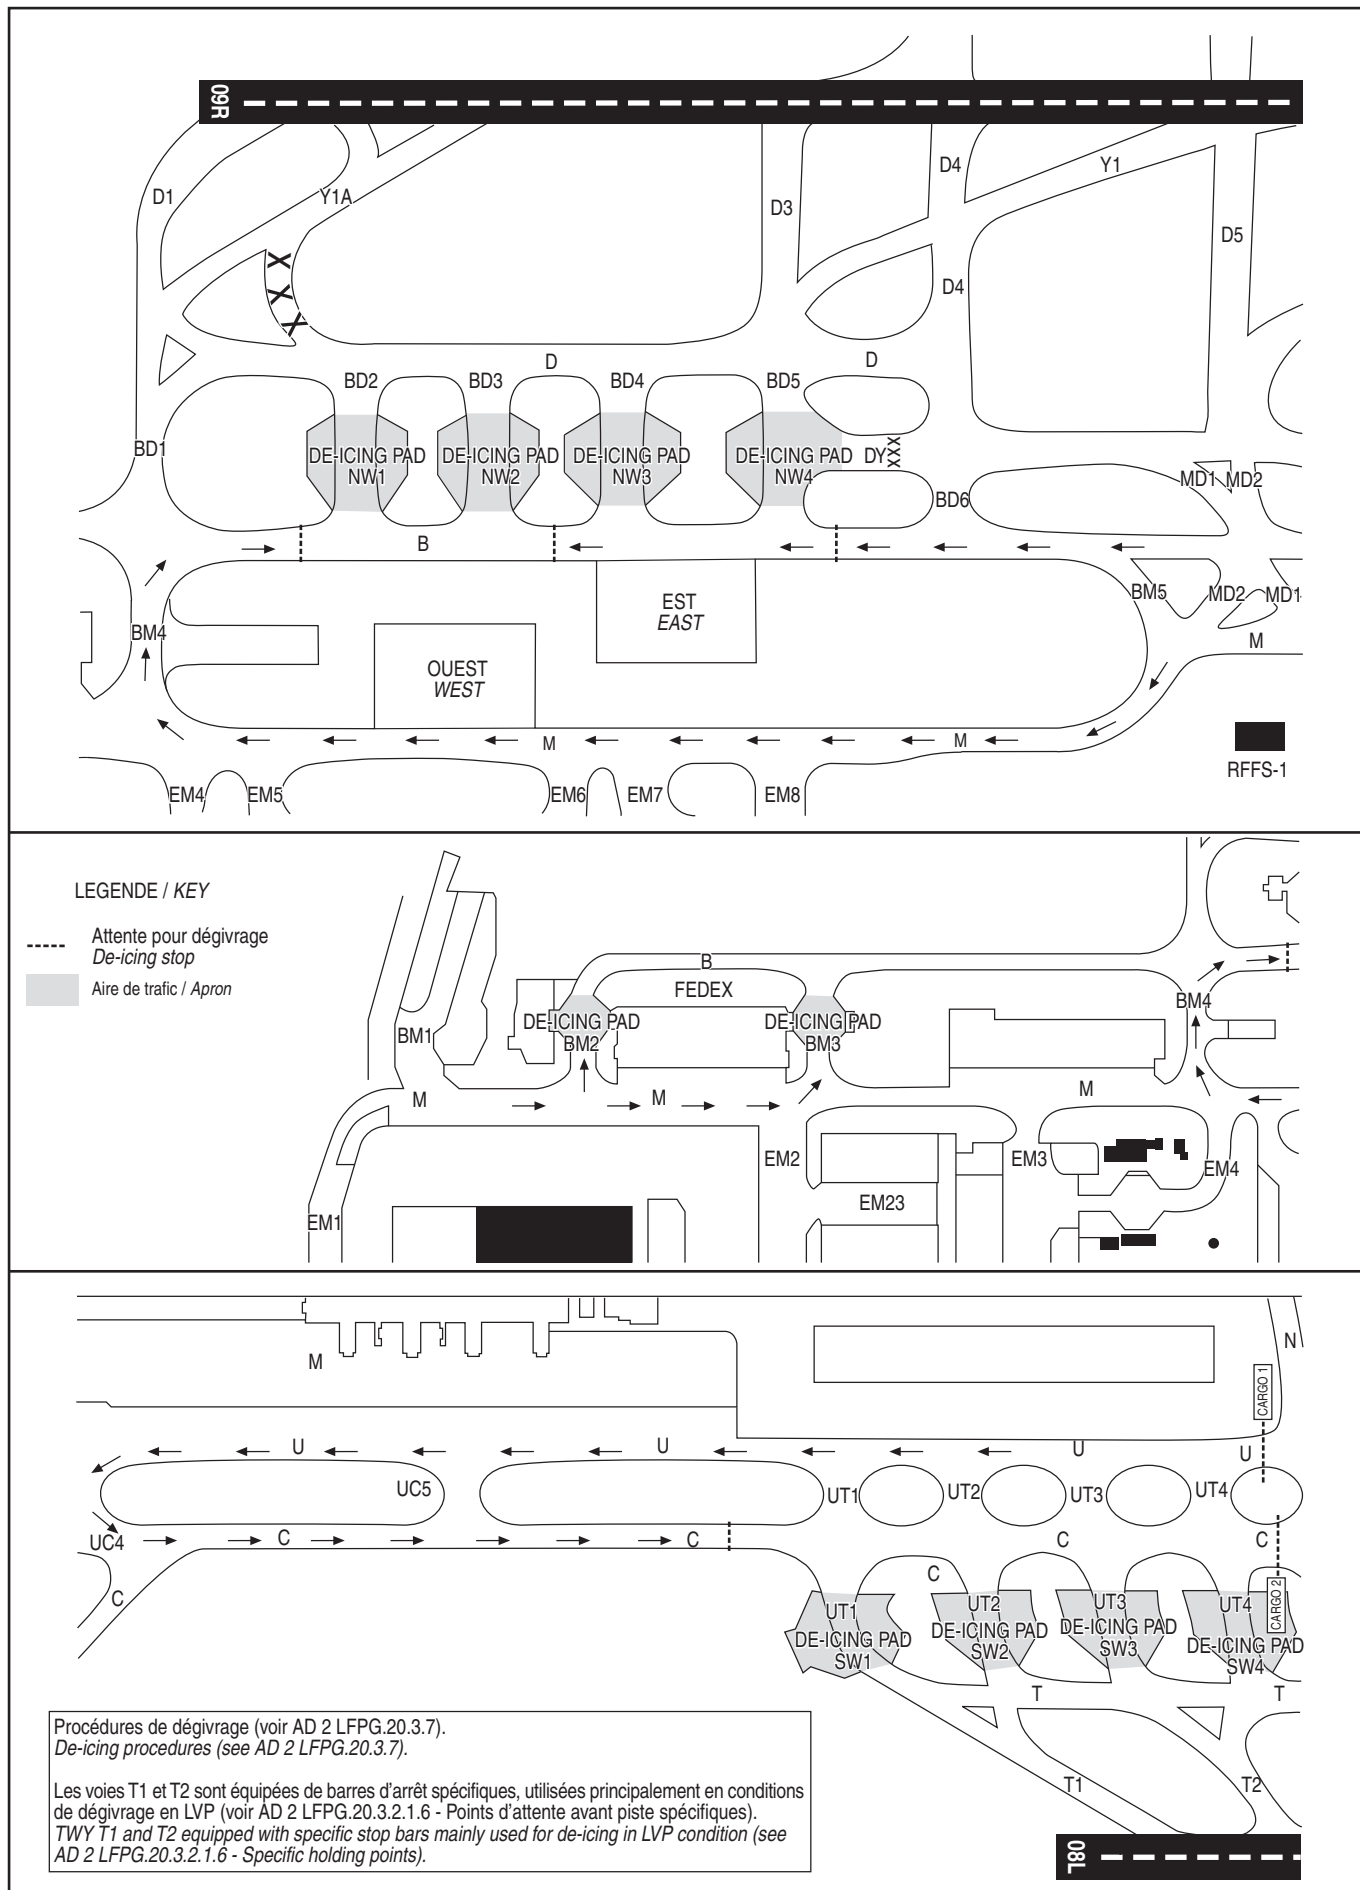 09R
D1
Y1A
D3
D4
Y1
D5
X
X
X
D4
D
D
BD2
BD3
BD4
BD5
BD1
DE-ICING PAD
NW1
DE-ICING PAD
NW2
DE-ICING PAD
NW3
DE-ICING PAD
NW4
DY
XXX
BD6
MD1
MD2
B
BM5
MD2
MD1
EST
EAST
BM4
M
OUEST
WEST
M
M
RFFS-1
EM4
EM5
EM6
EM7
EM8
LEGENDE / KEY
Attente pour dégivrage
De-icing stop
Aire de trafic / Apron
B
FEDEX
BM1
DE-ICING PAD
BM2
DE-ICING PAD
BM3
BM4
M
M
M
EM2
EM3
EM4
EM23
EM1
M
N
CARGO 1
U
U
U
U
UC5
UT1
UT2
UT3
UT4
UC4
C
C
C
C
C
C
UT1
DE-ICING PAD
SW1
UT2
DE-ICING PAD
SW2
UT3
DE-ICING PAD
SW3
UT4
DE-ICING PAD
SW4
CARGO 2
T
T
T1
T2
08L
Procédures de dégivrage (voir AD 2 LFPG.20.3.7).
De-icing procedures (see AD 2 LFPG.20.3.7).
Les voies T1 et T2 sont équipées de barres d'arrêt spécifiques, utilisées principalement en conditions
de dégivrage en LVP (voir AD 2 LFPG.20.3.2.1.6 - Points d'attente avant piste spécifiques).
TWY T1 and T2 equipped with specific stop bars mainly used for de-icing in LVP condition (see
AD 2 LFPG.20.3.2.1.6 - Specific holding points).